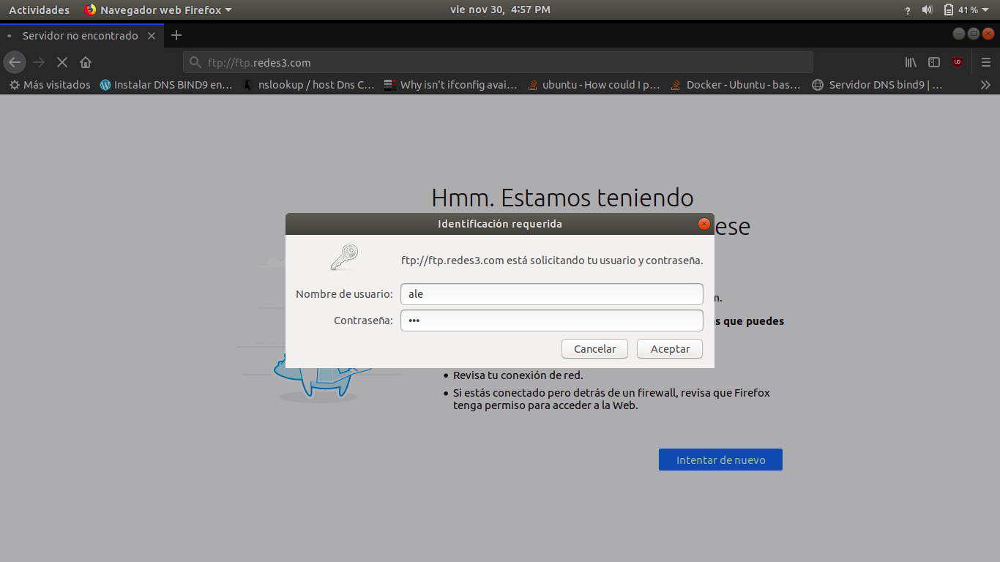 Actividades Navegador web Firefox vie nov 30, 4:57 PM ? 41 %
Servidor no encontrado
ftp://ftp.redes3.com
Más visitados Instalar DNS BIND9 en… nslookup / host Dns C… Why isn't ifconfig avai… ubuntu - How could I p… Docker - Ubuntu - bas… Servidor DNS bind9 | …
Hmm. Estamos teniendo
ese
Identificación requerida
ftp://ftp.redes3.com está solicitando tu usuario y contraseña.
Nombre de usuario: ale
Contraseña: •••
Cancelar Aceptar
que puedes
• Revisa tu conexión de red.
• Si estás conectado pero detrás de un firewall, revisa que Firefox
tenga permiso para acceder a la Web.
Intentar de nuevo